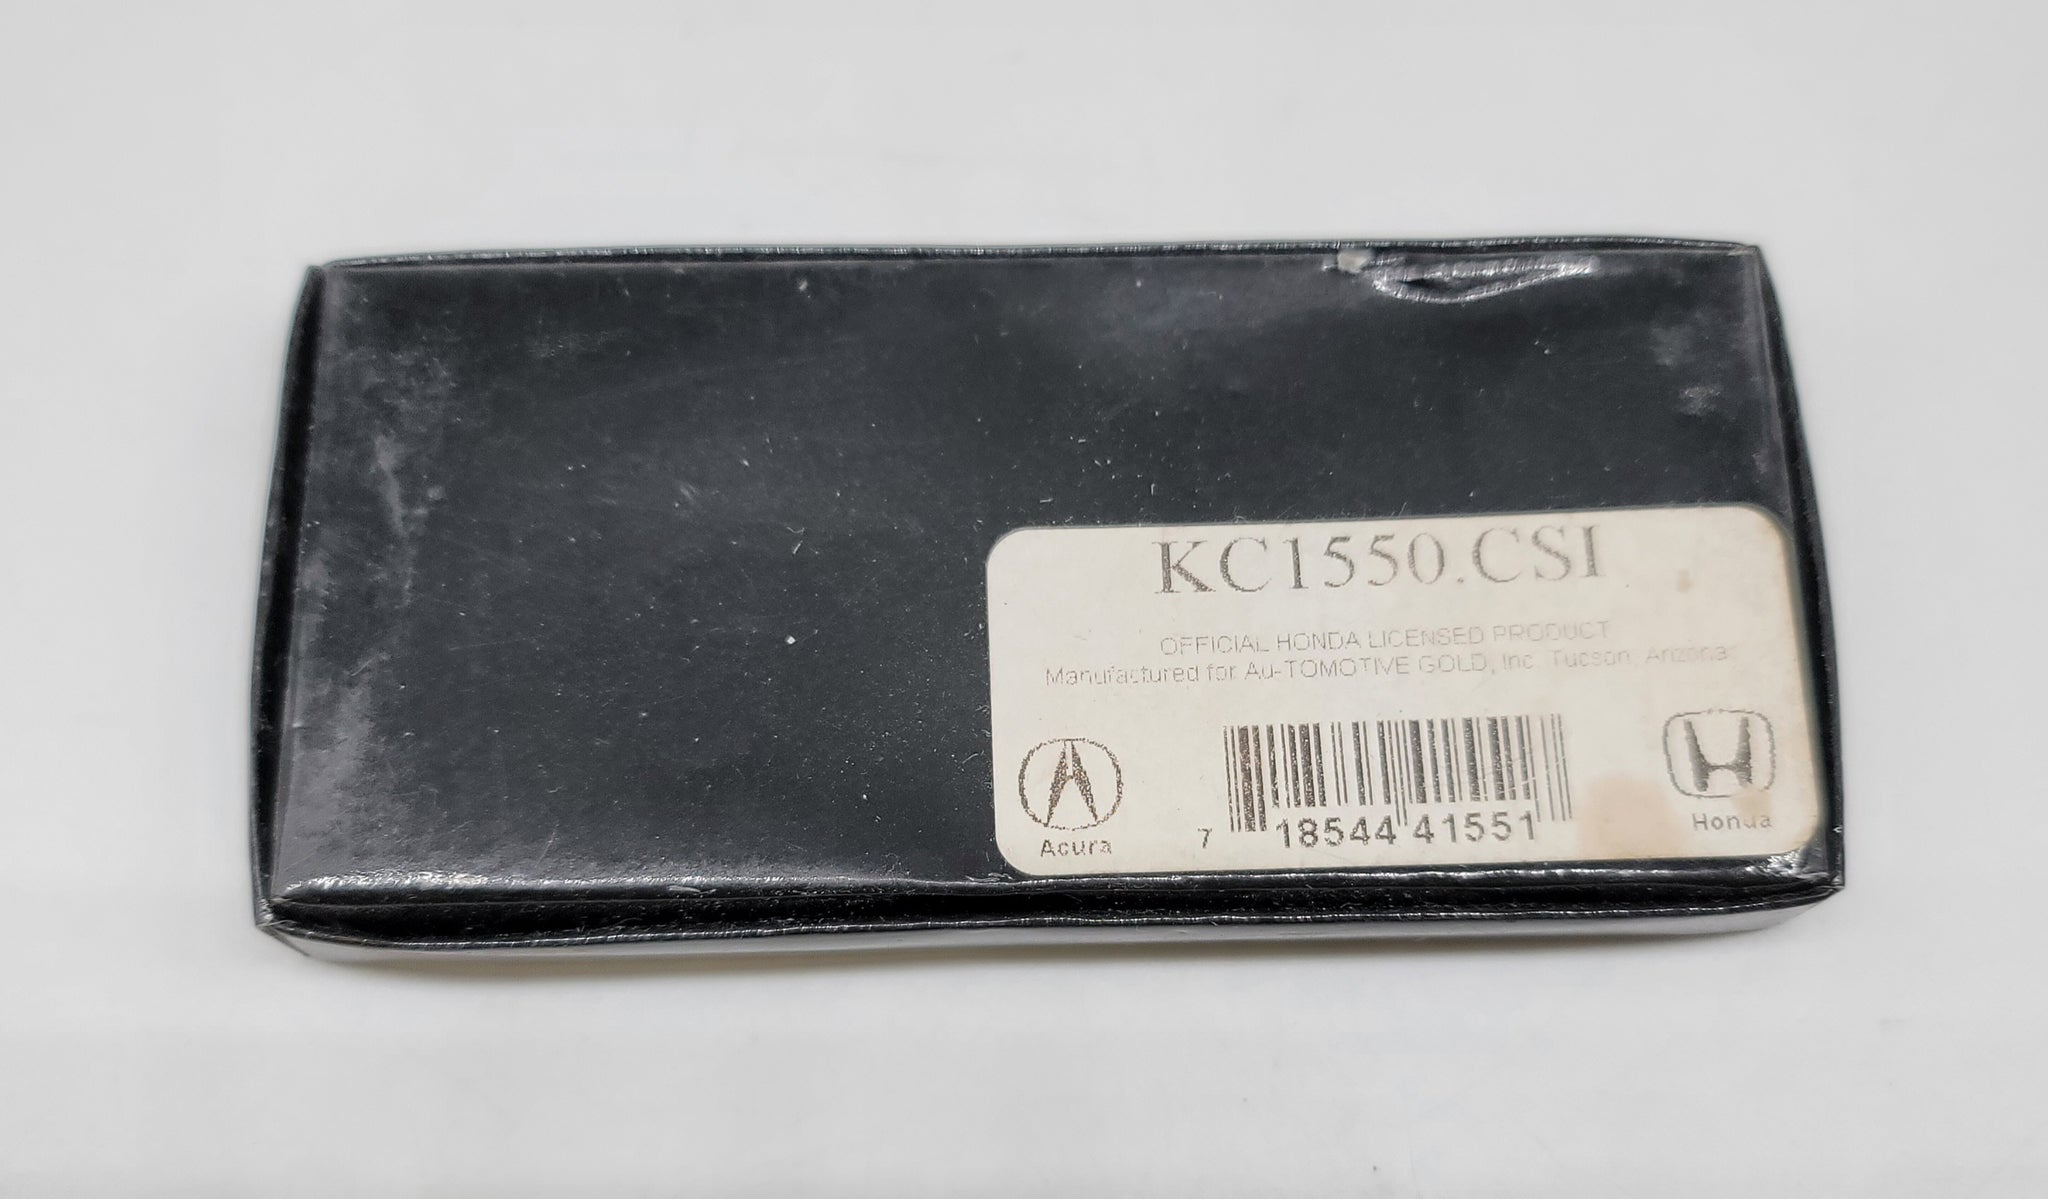 KC1550.CSI
OFFICIAL HONDA LICENSED PRODUCT
Manufactured for Au-TOMOTIVE GOLD, Inc. Tucson, Arizona
Acura
7 18544 41551
Honda